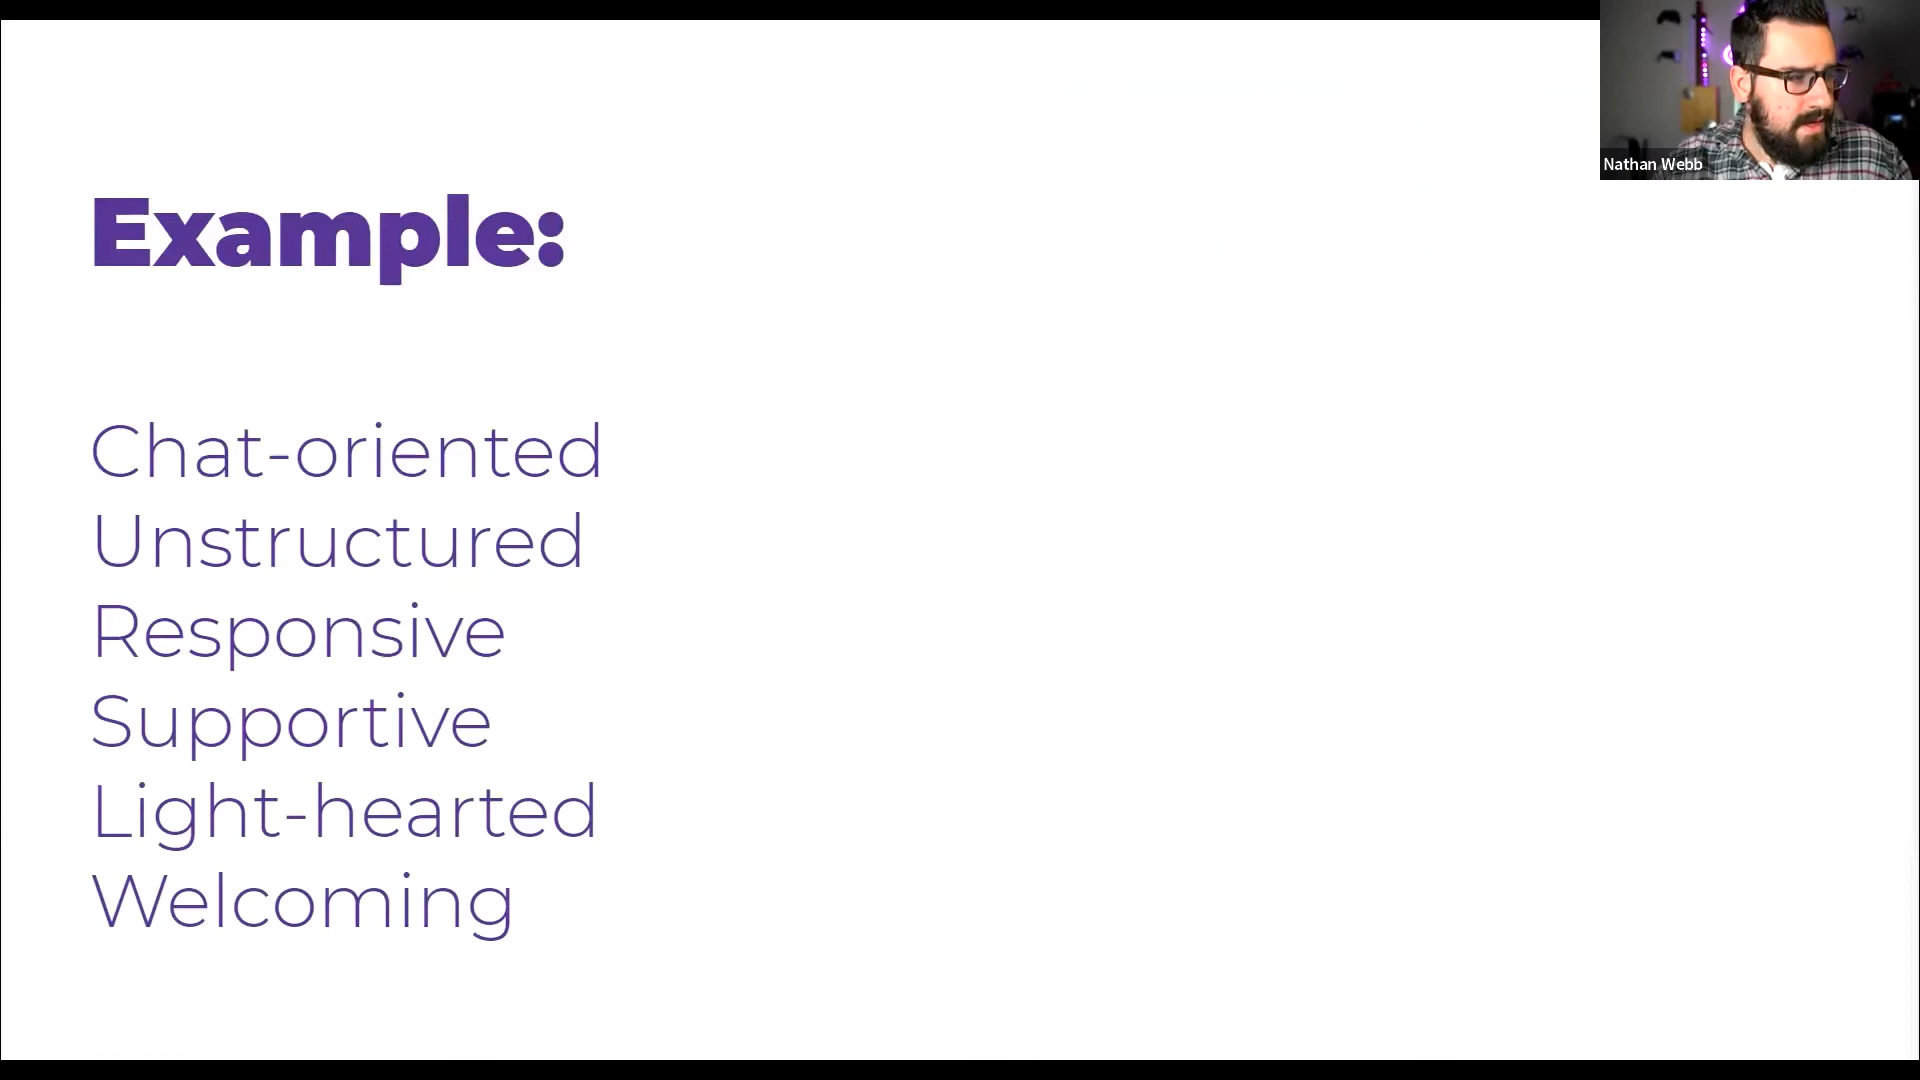 Example:
Chat-oriented
Unstructured
Responsive
Supportive
Light-hearted
Welcoming
Nathan Webb